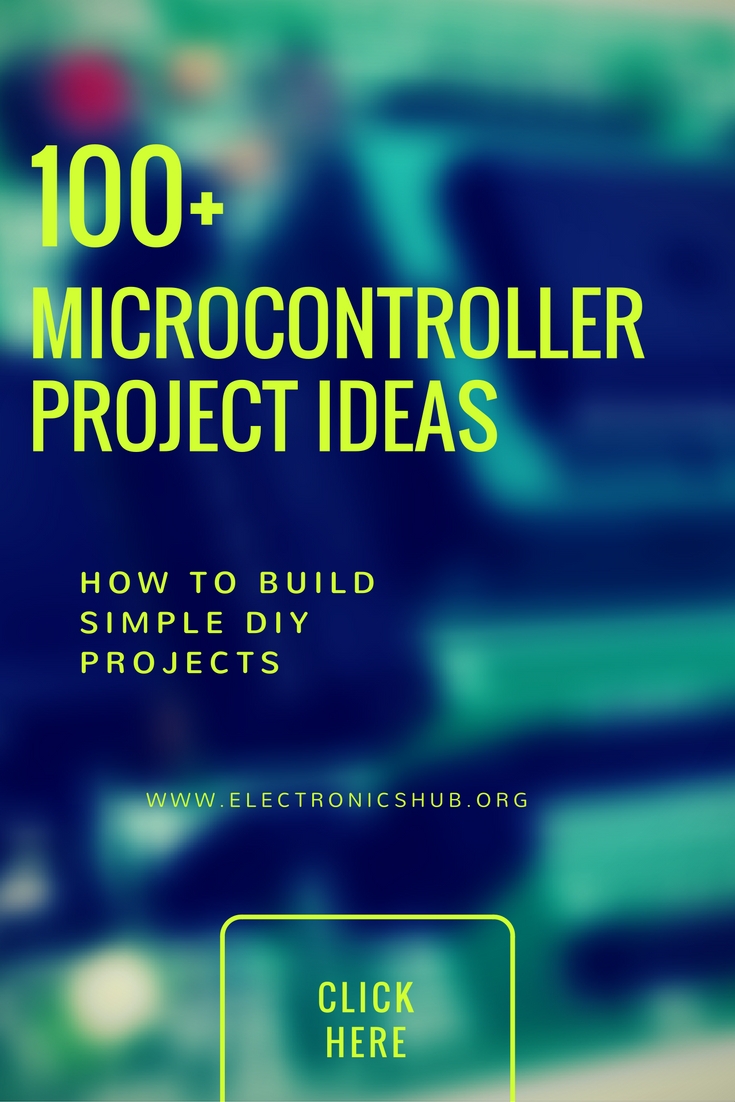 100+
MICROCONTROLLER
PROJECT IDEAS
HOW TO BUILD
SIMPLE DIY
PROJECTS
WWW.ELECTRONICSHUB.ORG
CLICK
HERE